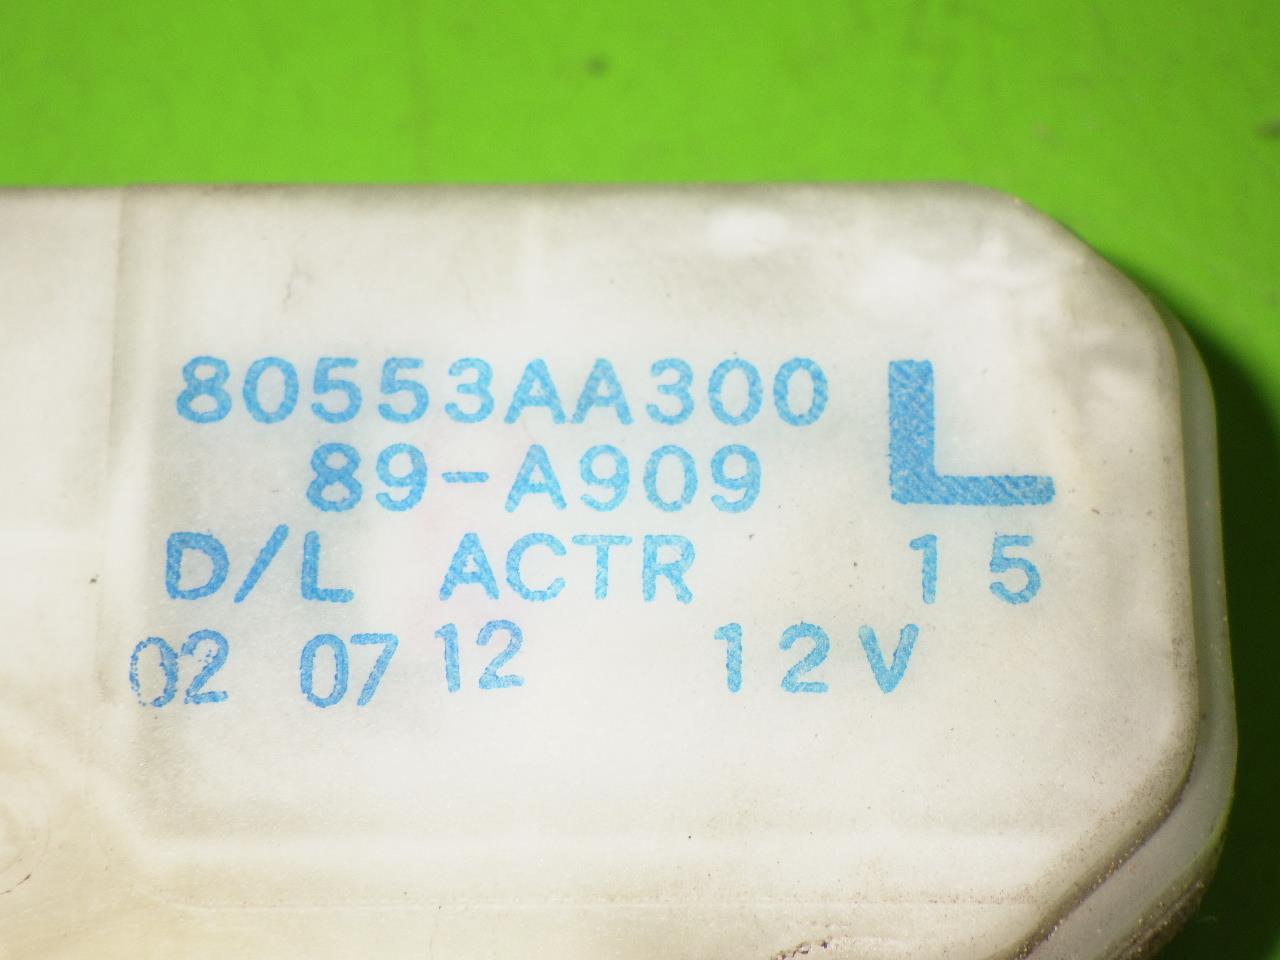 80553AA300 L
89-A909
D/L ACTR 15
02 07 12 12V